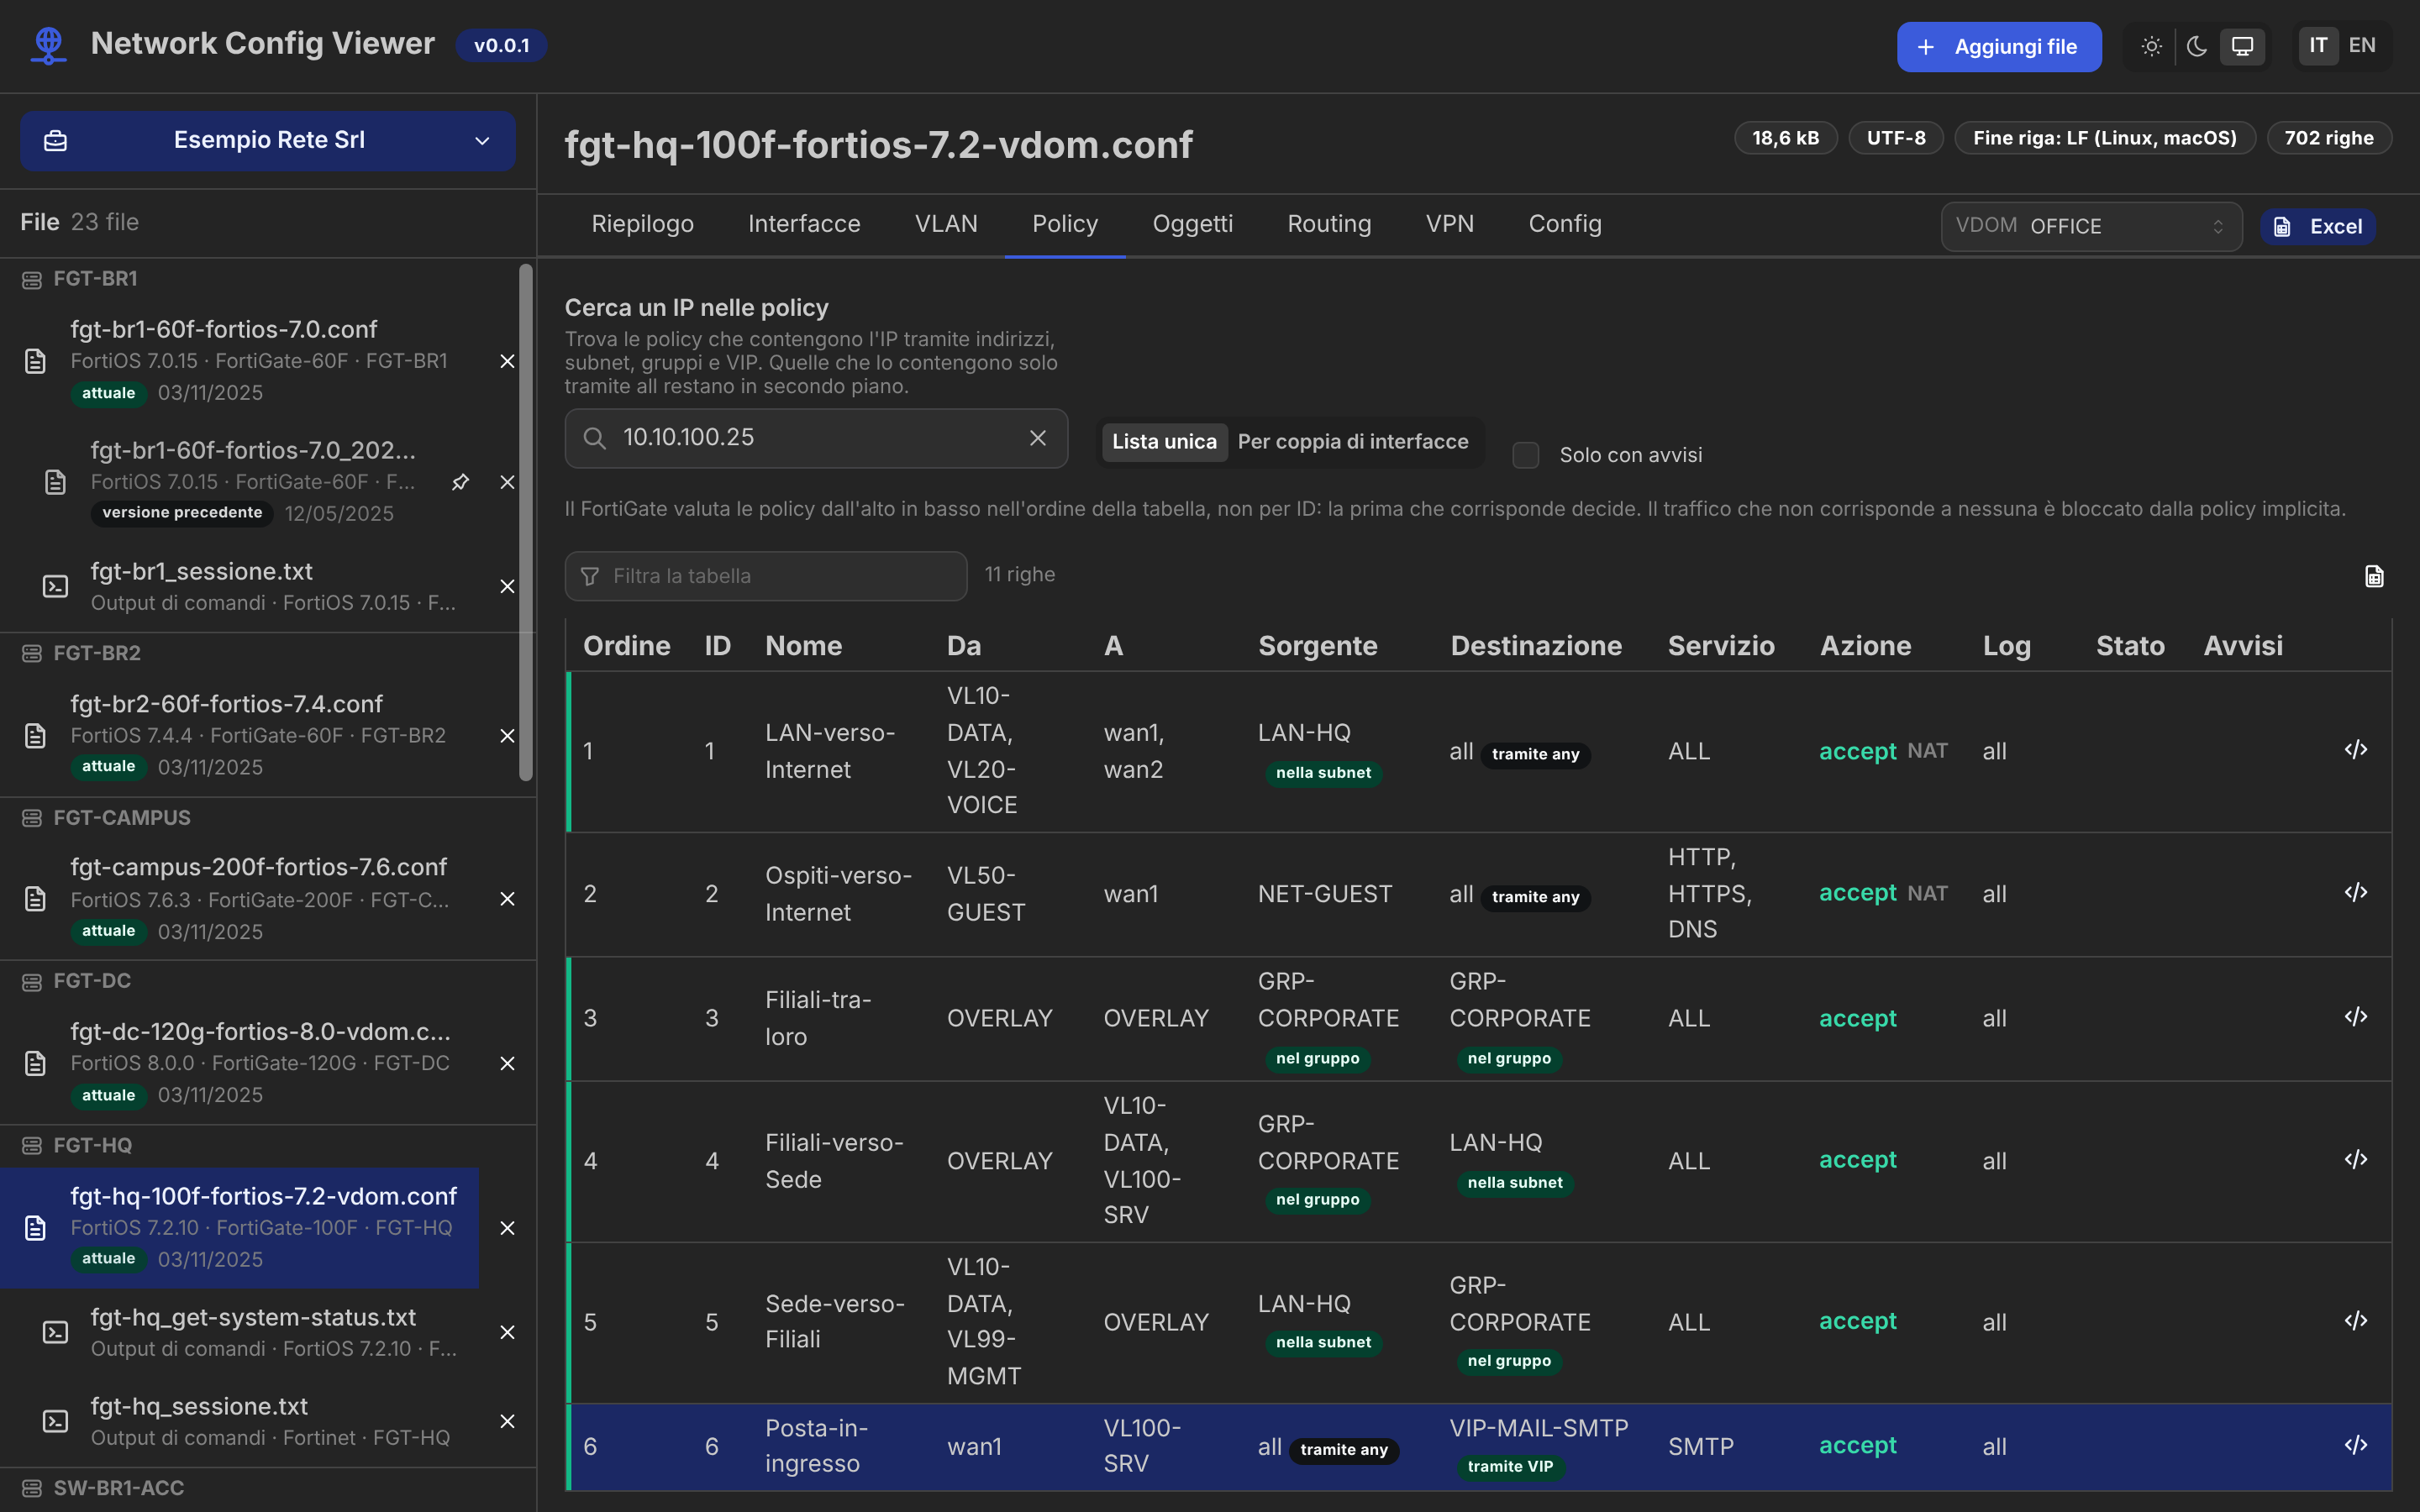 Network Config Viewer v0.0.1
+ Aggiungi file
IT EN
Esempio Rete Srl
File 23 file
FGT-BR1
fgt-br1-60f-fortios-7.0.conf
FortiOS 7.0.15 · FortiGate-60F · FGT-BR1
attuale 03/11/2025
fgt-br1-60f-fortios-7.0_202...
FortiOS 7.0.15 · FortiGate-60F · F...
versione precedente 12/05/2025
fgt-br1_sessione.txt
Output di comandi · FortiOS 7.0.15 · F...
FGT-BR2
fgt-br2-60f-fortios-7.4.conf
FortiOS 7.4.4 · FortiGate-60F · FGT-BR2
attuale 03/11/2025
FGT-CAMPUS
fgt-campus-200f-fortios-7.6.conf
FortiOS 7.6.3 · FortiGate-200F · FGT-C...
attuale 03/11/2025
FGT-DC
fgt-dc-120g-fortios-8.0-vdom.c...
FortiOS 8.0.0 · FortiGate-120G · FGT-DC
attuale 03/11/2025
FGT-HQ
fgt-hq-100f-fortios-7.2-vdom.conf
FortiOS 7.2.10 · FortiGate-100F · FGT-HQ
attuale 03/11/2025
fgt-hq_get-system-status.txt
Output di comandi · FortiOS 7.2.10 · F...
fgt-hq_sessione.txt
Output di comandi · Fortinet · FGT-HQ
SW-BR1-ACC
fgt-hq-100f-fortios-7.2-vdom.conf
18,6 kB UTF-8 Fine riga: LF (Linux, macOS) 702 righe
Riepilogo Interfacce VLAN Policy Oggetti Routing VPN Config
VDOM OFFICE
Excel
Cerca un IP nelle policy
Trova le policy che contengono l'IP tramite indirizzi,
subnet, gruppi e VIP. Quelle che lo contengono solo
tramite all restano in secondo piano.
10.10.100.25
Lista unica Per coppia di interfacce
Solo con avvisi
Il FortiGate valuta le policy dall'alto in basso nell'ordine della tabella, non per ID: la prima che corrisponde decide. Il traffico che non corrisponde a nessuna è bloccato dalla policy implicita.
Filtra la tabella 11 righe
Ordine ID Nome Da A Sorgente Destinazione Servizio Azione Log Stato Avvisi
1 1
LAN-verso-
Internet
VL10-
DATA,
VL20-
VOICE
wan1,
wan2
LAN-HQ
nella subnet
all tramite any
ALL
accept NAT
all
2 2
Ospiti-verso-
Internet
VL50-
GUEST
wan1
NET-GUEST
all tramite any
HTTP,
HTTPS,
DNS
accept NAT
all
3 3
Filiali-tra-
loro
OVERLAY
OVERLAY
GRP-
CORPORATE
nel gruppo
GRP-
CORPORATE
nel gruppo
ALL
accept
all
4 4
Filiali-verso-
Sede
OVERLAY
VL10-
DATA,
VL100-
SRV
GRP-
CORPORATE
nel gruppo
LAN-HQ
nella subnet
ALL
accept
all
5 5
Sede-verso-
Filiali
VL10-
DATA,
VL99-
MGMT
OVERLAY
LAN-HQ
nella subnet
GRP-
CORPORATE
nel gruppo
ALL
accept
all
6 6
Posta-in-
ingresso
wan1
VL100-
SRV
all tramite any
VIP-MAIL-SMTP
tramite VIP
SMTP
accept
all